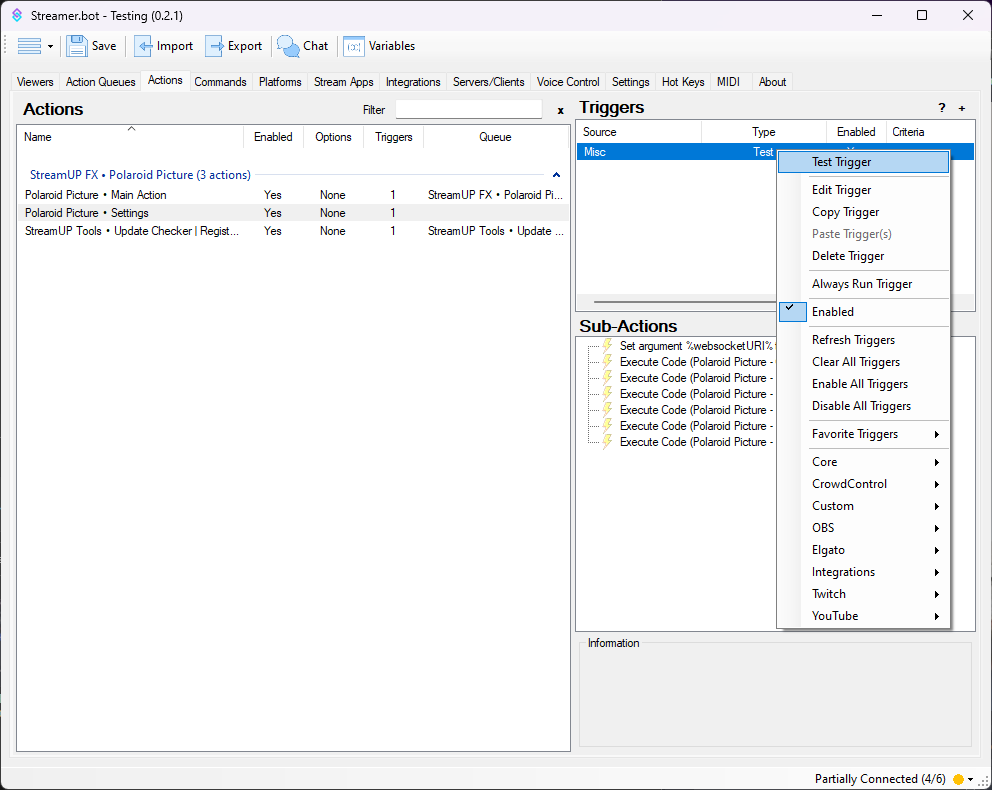 Streamer.bot - Testing (0.2.1)
Save Import Export Chat Variables
Viewers Action Queues Actions Commands Platforms Stream Apps Integrations Servers/Clients Voice Control Settings Hot Keys MIDI About
Actions Filter x
Name Enabled Options Triggers Queue
StreamUP FX • Polaroid Picture (3 actions)
Polaroid Picture • Main Action Yes None 1 StreamUP FX • Polaroid Pi...
Polaroid Picture • Settings Yes None 1
StreamUP Tools • Update Checker | Regist... Yes None 1 StreamUP Tools • Update ...
Triggers ? +
Source Type Enabled Criteria
Misc Test
Test Trigger
Edit Trigger
Copy Trigger
Paste Trigger(s)
Delete Trigger
Always Run Trigger
Enabled
Refresh Triggers
Clear All Triggers
Enable All Triggers
Disable All Triggers
Favorite Triggers
Core
CrowdControl
Custom
OBS
Elgato
Integrations
Twitch
YouTube
Sub-Actions
Set argument %websocketURI%
Execute Code (Polaroid Picture -
Execute Code (Polaroid Picture -
Execute Code (Polaroid Picture -
Execute Code (Polaroid Picture -
Execute Code (Polaroid Picture -
Execute Code (Polaroid Picture -
Information
Partially Connected (4/6)